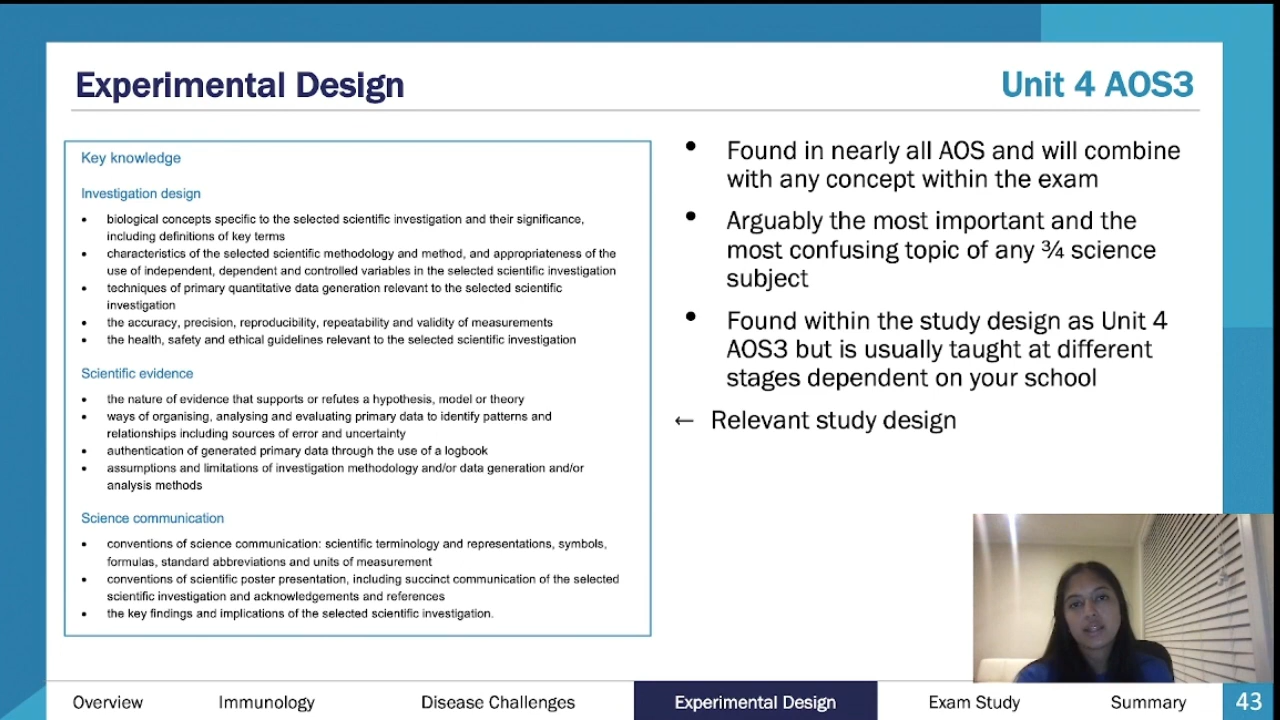 Experimental Design
Unit 4 AOS3
Key knowledge
Investigation design
• biological concepts specific to the selected scientific investigation and their significance,
including definitions of key terms
• characteristics of the selected scientific methodology and method, and appropriateness of the
use of independent, dependent and controlled variables in the selected scientific investigation
• techniques of primary quantitative data generation relevant to the selected scientific
investigation
• the accuracy, precision, reproducibility, repeatability and validity of measurements
• the health, safety and ethical guidelines relevant to the selected scientific investigation
Scientific evidence
• the nature of evidence that supports or refutes a hypothesis, model or theory
• ways of organising, analysing and evaluating primary data to identify patterns and
relationships including sources of error and uncertainty
• authentication of generated primary data through the use of a logbook
• assumptions and limitations of investigation methodology and/or data generation and/or
analysis methods
Science communication
• conventions of science communication: scientific terminology and representations, symbols,
formulas, standard abbreviations and units of measurement
• conventions of scientific poster presentation, including succinct communication of the selected
scientific investigation and acknowledgements and references
• the key findings and implications of the selected scientific investigation.
• Found in nearly all AOS and will combine
with any concept within the exam
• Arguably the most important and the
most confusing topic of any ¾ science
subject
• Found within the study design as Unit 4
AOS3 but is usually taught at different
stages dependent on your school
← Relevant study design
Overview
Immunology
Disease Challenges
Experimental Design
Exam Study
Summary
43